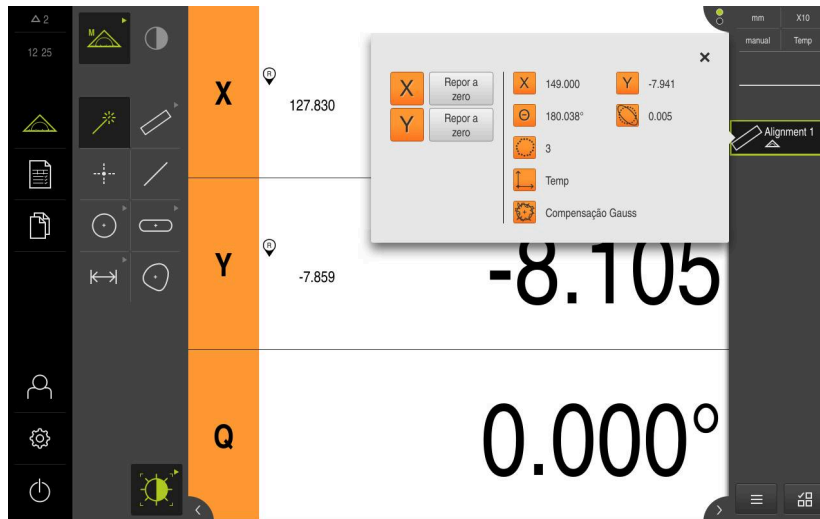 2
12 25
M
X
R
127.830
Y
R
-7.859
-8.105
Q
0.000°
X
Repor a
zero
Y
Repor a
zero
X
149.000
Y
-7.941
Θ
180.038°
0.005
3
Temp
Compensação Gauss
mm
X10
manual
Temp
Alignment 1